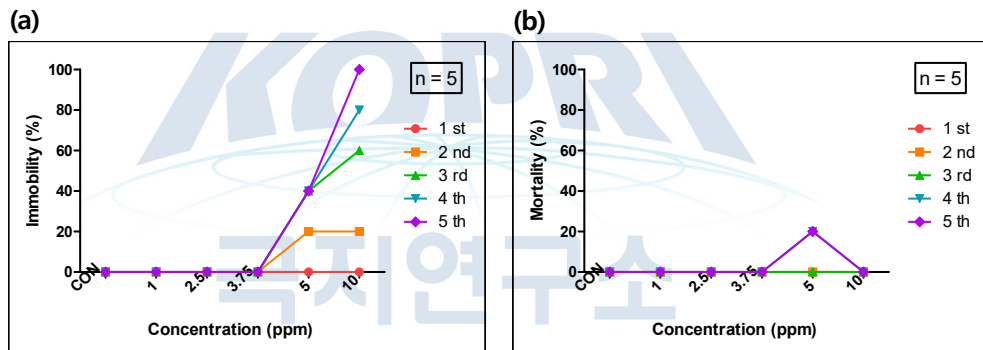 (a)
Immobility (%)
100
80
60
40
20
0
CON
1
2.5
3.75
5
10
Concentration (ppm)
n = 5
1 st
2 nd
3 rd
4 th
5 th
(b)
Mortality (%)
100
80
60
40
20
0
CON
1
2.5
3.75
5
10
Concentration (ppm)
n = 5
1 st
2 nd
3 rd
4 th
5 th
KOPRI
극지연구소